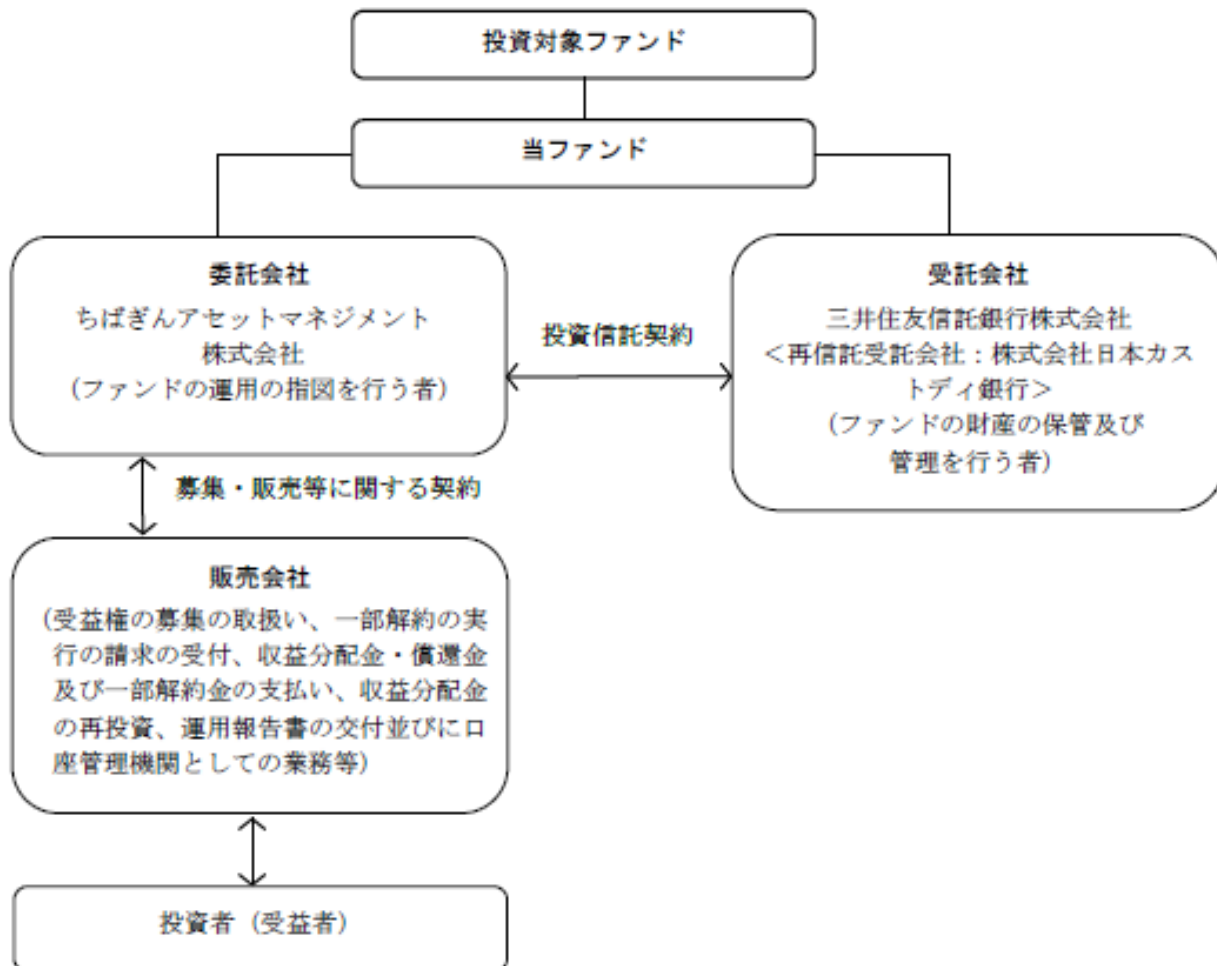 投資対象ファンド
当ファンド
委託会社
ちばぎんアセットマネジメント
株式会社
（ファンドの運用の指図を行う者）
投資信託契約
受託会社
三井住友信託銀行株式会社
＜再信託受託会社：株式会社日本カス
トディ銀行＞
（ファンドの財産の保管及び
管理を行う者）
募集・販売等に関する契約
販売会社
（受益権の募集の取扱い、一部解約の実
行の請求の受付、収益分配金・償還金
及び一部解約金の支払い、収益分配金
の再投資、運用報告書の交付並びに口
座管理機関としての業務等）
投資者（受益者）